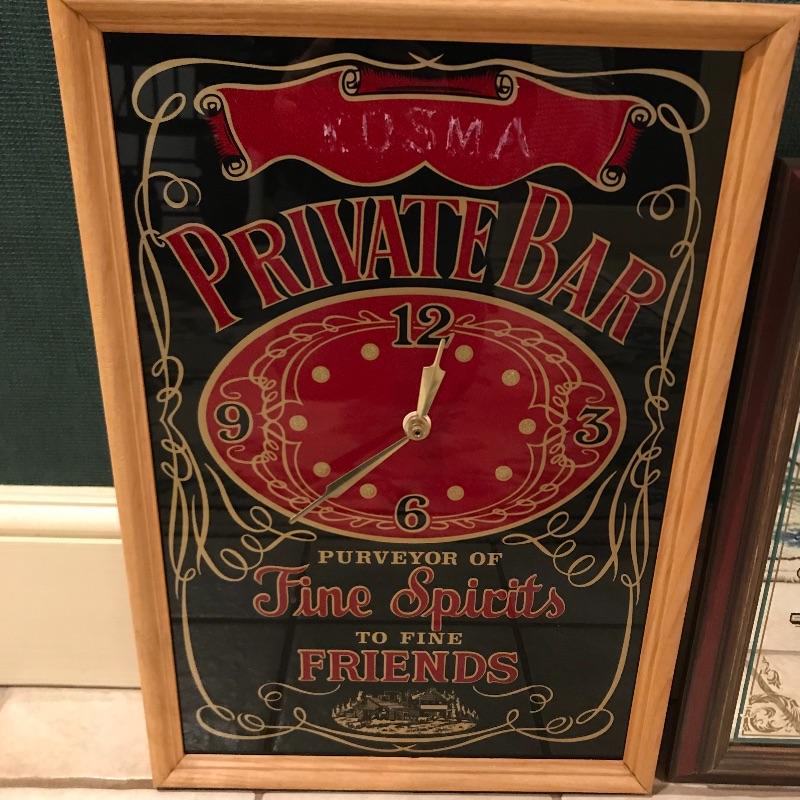 KOSMA
PRIVATE BAR
12
9
3
6
PURVEYOR OF
Fine Spirits
TO FINE
FRIENDS